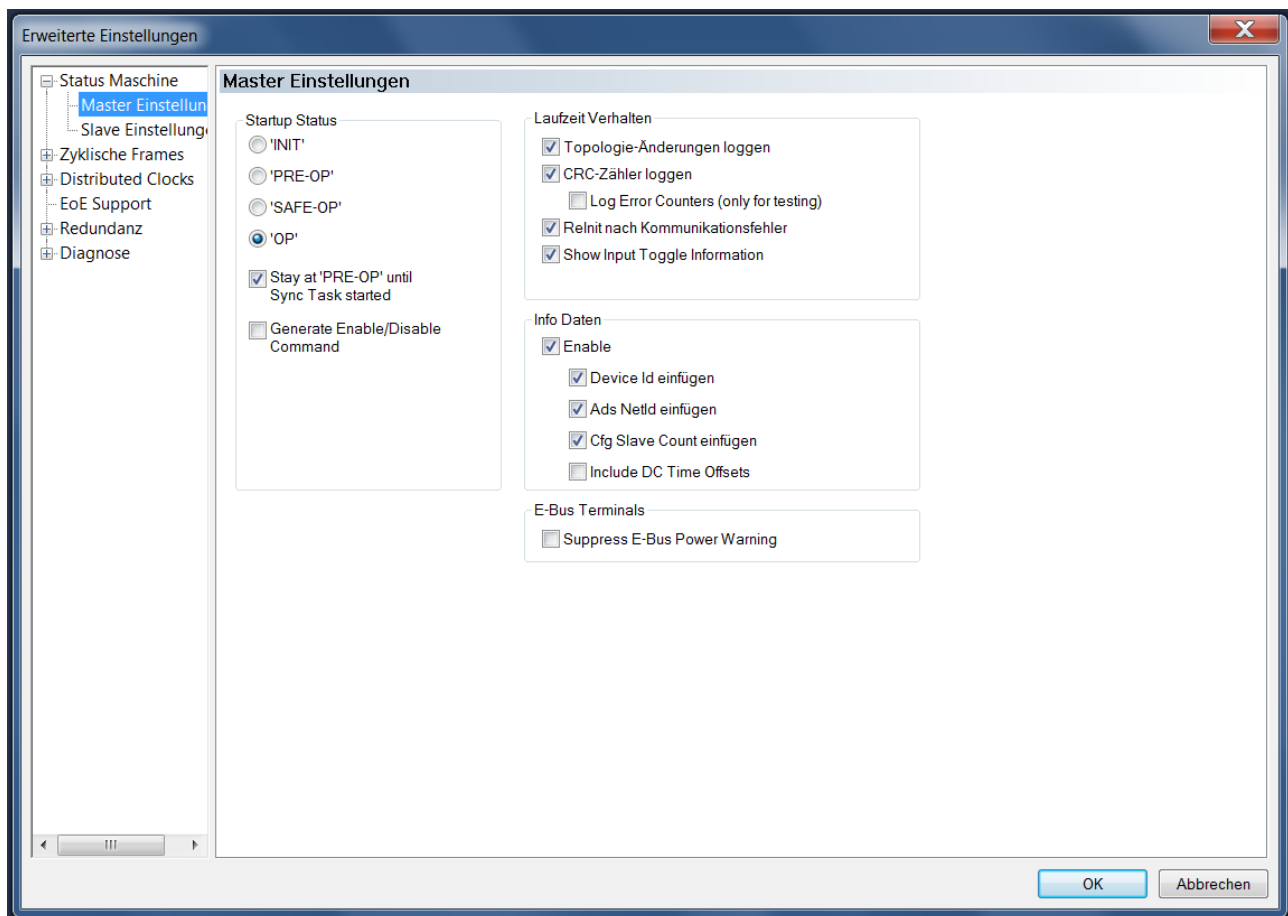 Erweiterte Einstellungen
X
Status Maschine
Master Einstellun
Slave Einstellung
Zyklische Frames
Distributed Clocks
EoE Support
Redundanz
Diagnose
Master Einstellungen
Startup Status
'INIT'
'PRE-OP'
'SAFE-OP'
'OP'
Stay at 'PRE-OP' until
Sync Task started
Generate Enable/Disable
Command
Laufzeit Verhalten
Topologie-Änderungen loggen
CRC-Zähler loggen
Log Error Counters (only for testing)
ReInit nach Kommunikationsfehler
Show Input Toggle Information
Info Daten
Enable
Device Id einfügen
Ads NetId einfügen
Cfg Slave Count einfügen
Include DC Time Offsets
E-Bus Terminals
Suppress E-Bus Power Warning
OK
Abbrechen